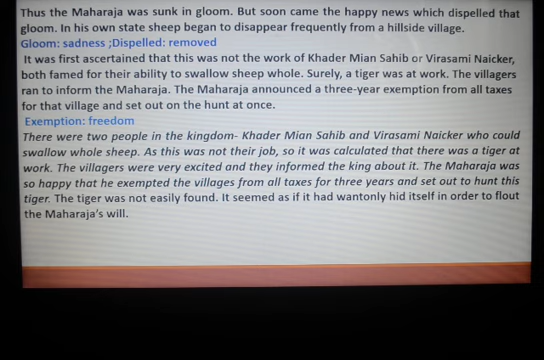 Thus the Maharaja was sunk in gloom. But soon came the happy news which dispelled that
gloom. In his own state sheep began to disappear frequently from a hillside village.
Gloom: sadness ;Dispelled: removed
It was first ascertained that this was not the work of Khader Mian Sahib or Virasami Naicker,
both famed for their ability to swallow sheep whole. Surely, a tiger was at work. The villagers
ran to inform the Maharaja. The Maharaja announced a three-year exemption from all taxes
for that village and set out on the hunt at once.
Exemption: freedom
There were two people in the kingdom- Khader Mian Sahib and Virasami Naicker who could
swallow whole sheep. As this was not their job, so it was calculated that there was a tiger at
work. The villagers were very excited and they informed the king about it. The Maharaja was
so happy that he exempted the villages from all taxes for three years and set out to hunt this
tiger. The tiger was not easily found. It seemed as if it had wantonly hid itself in order to flout
the Maharaja's will.